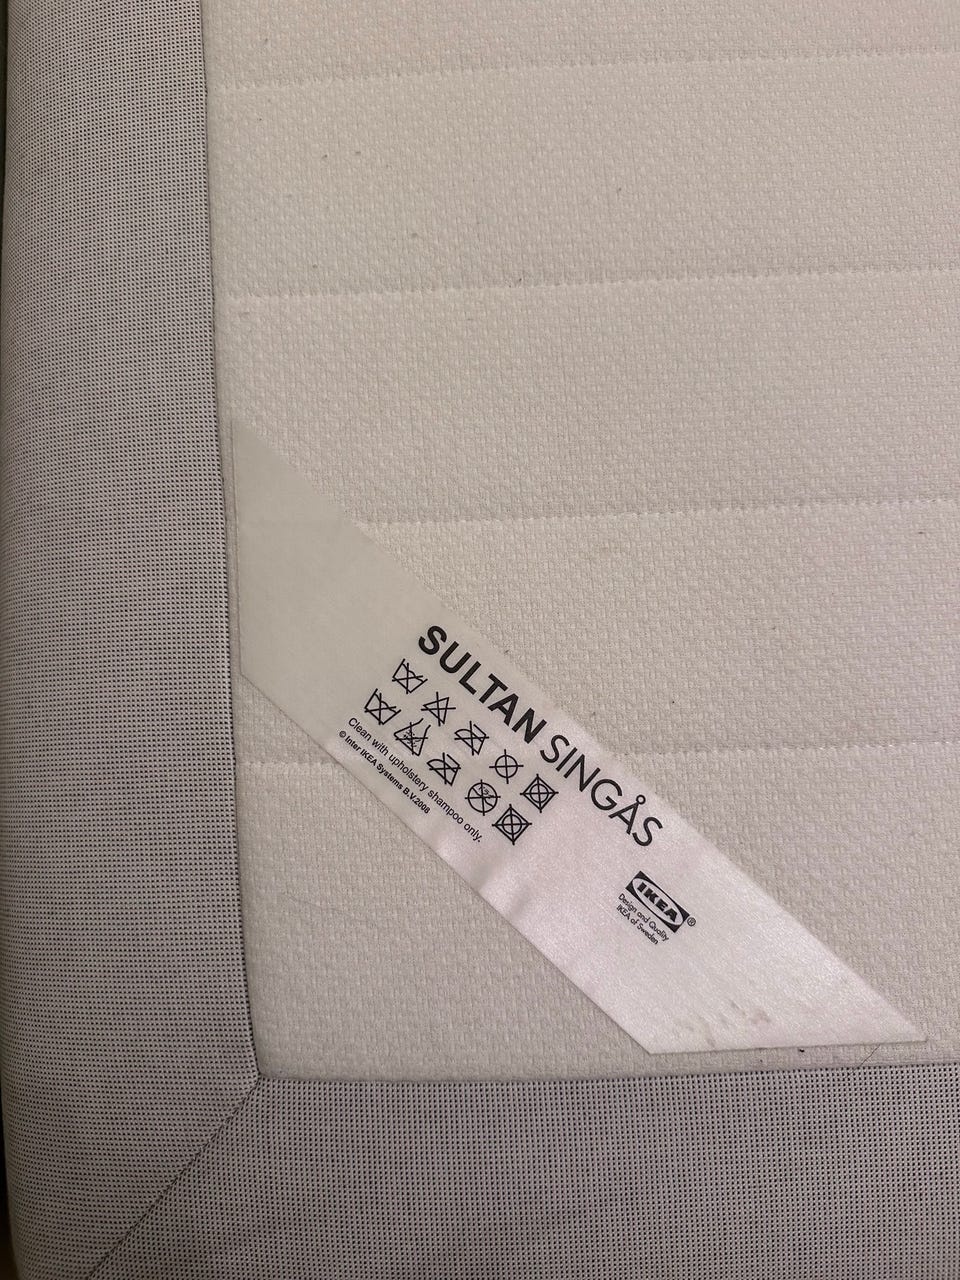 SULTAN SINGÅS
Clean with upholstery shampoo only.
© Inter IKEA Systems B.V.2008
IKEA®
Design and Quality
IKEA of Sweden